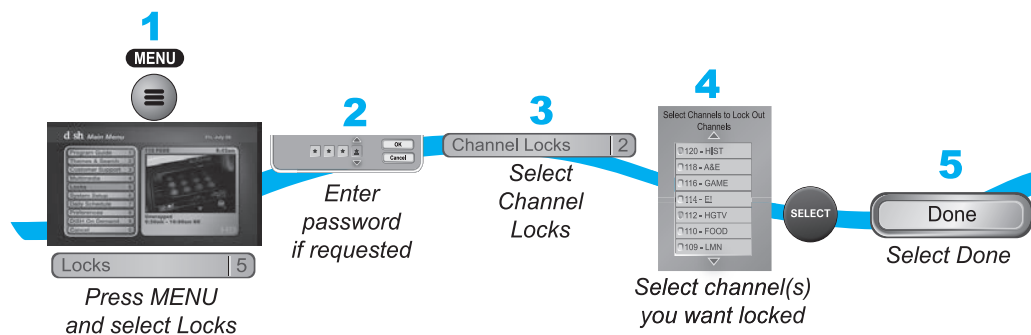 1
MENU
dish Main Menu
Program Guide
Themes & Search
Customer Support
Multimedia
Locks
System Setup
Daily Schedule
Preferences
DISH On Demand
Cancel
Locks 5
Press MENU
and select Locks
2
* * *
OK
Cancel
Enter
password
if requested
3
Channel Locks 2
Select
Channel
Locks
4
Select Channels to Lock Out
Channels
120 - HIST
118 - A&E
116 - GAME
114 - E!
112 - HGTV
110 - FOOD
109 - LMN
Select channel(s)
you want locked
SELECT
5
Done
Select Done